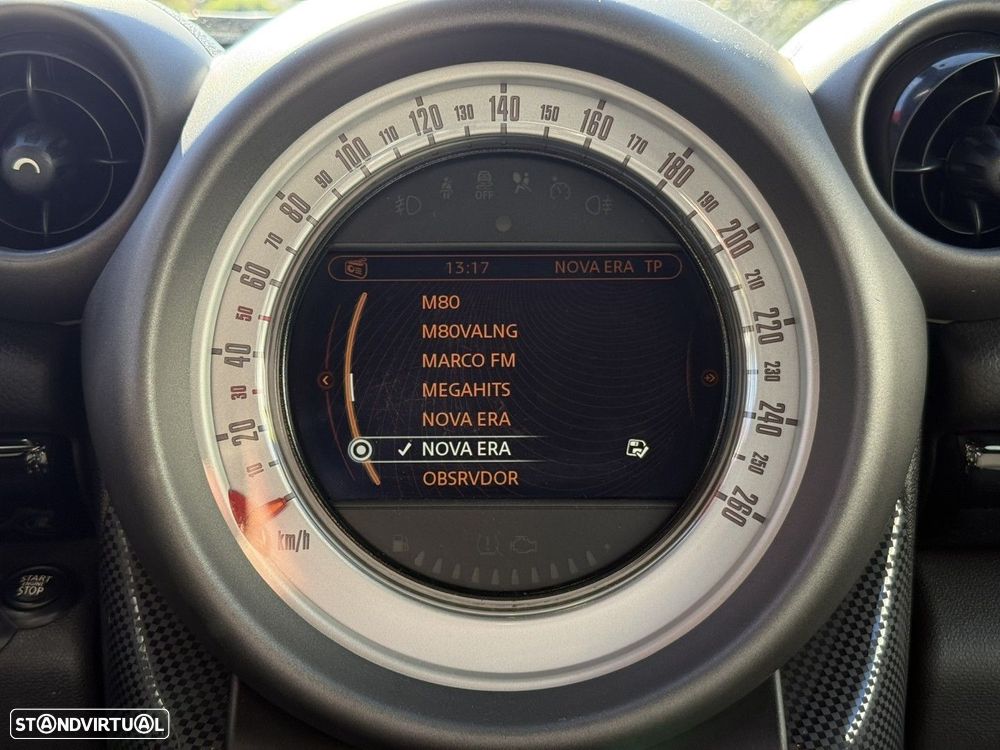 10 20 30 40 50 60 70 80 90 100 110 120 130 140 150 160 170 180 190 200 210 220 230 240 250 260
km/h
OFF
13:17 NOVA ERA TP
M80
M80VALNG
MARCO FM
MEGAHITS
NOVA ERA
NOVA ERA
OBSRVDOR
START
ENGINE
STOP
STANDVIRTUAL